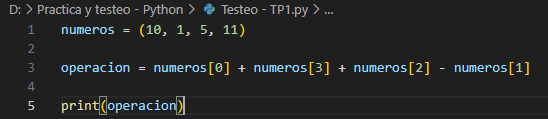 D: > Practica y testeo - Python > Testeo - TP1.py > ...
1 numeros = (10, 1, 5, 11)
2
3 operacion = numeros[0] + numeros[3] + numeros[2] - numeros[1]
4
5 print(operacion)